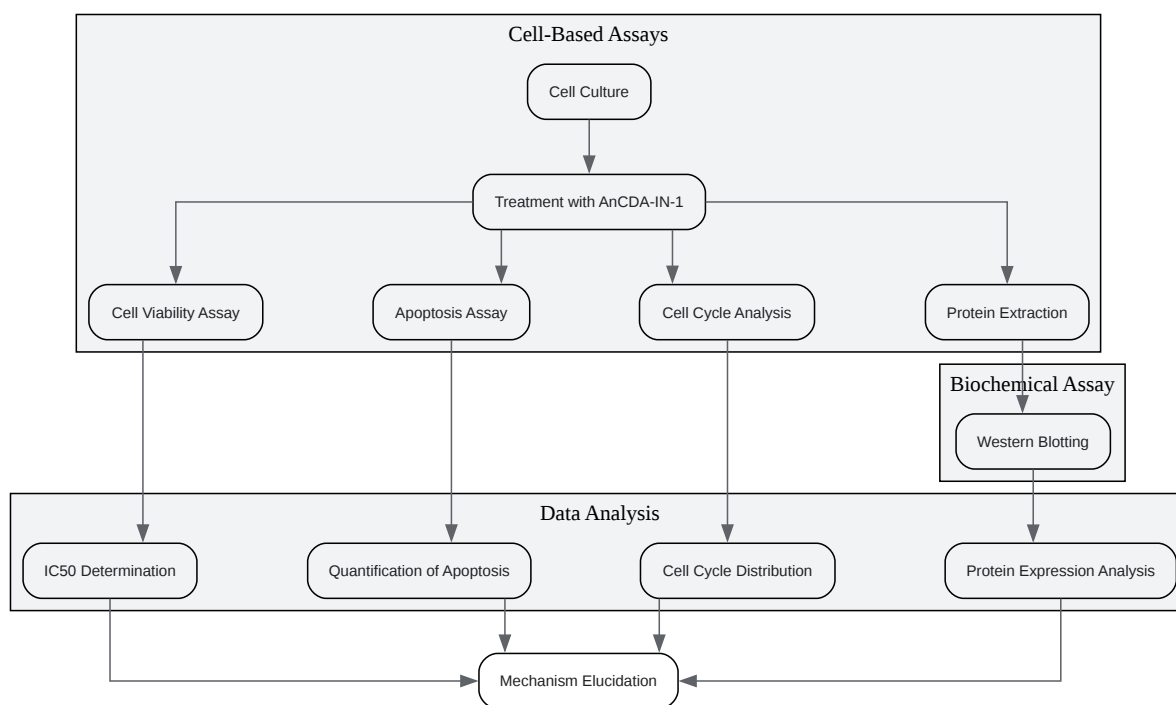 Cell-Based Assays
Cell Culture
Treatment with AnCDA-IN-1
Cell Viability Assay
Apoptosis Assay
Cell Cycle Analysis
Protein Extraction
Biochemical Assay
Western Blotting
Data Analysis
IC50 Determination
Quantification of Apoptosis
Cell Cycle Distribution
Protein Expression Analysis
Mechanism Elucidation